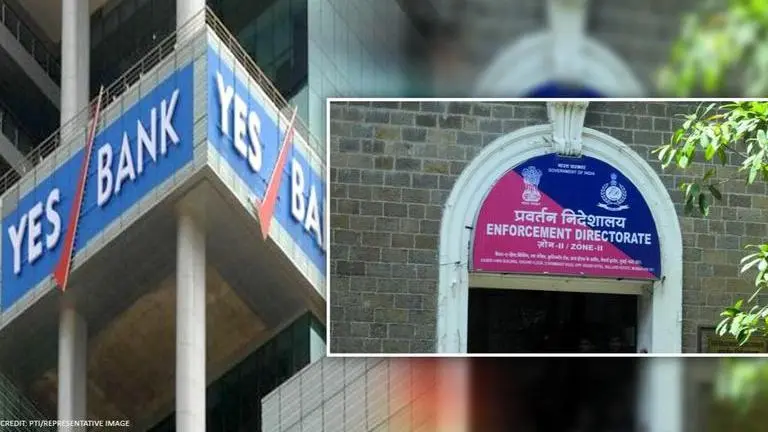 YES BANK
YES BANK
भारत सरकार
GOVERNMENT OF INDIA
प्रवर्तन निदेशालय
ENFORCEMENT DIRECTORATE
ज़ोन-II / ZONE-II
CREDIT: PTI/REPRESENTATIVE IMAGE